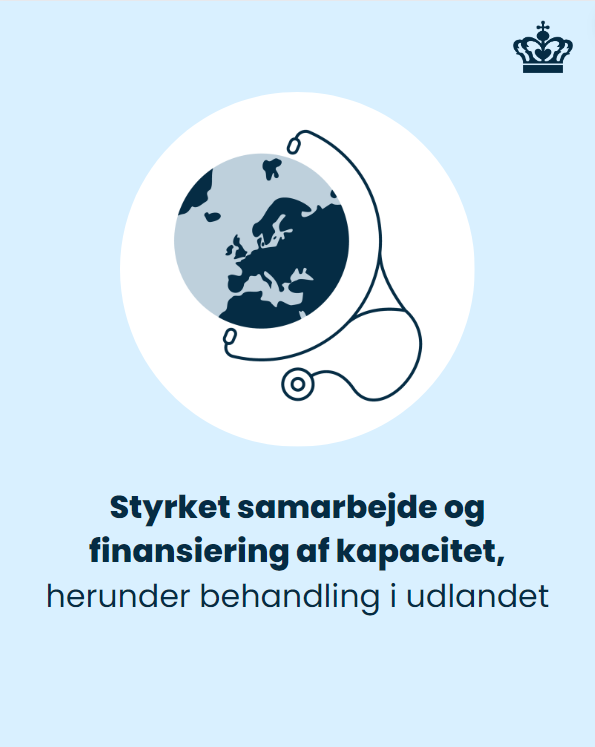 Styrket samarbejde og
finansiering af kapacitet,
herunder behandling i udlandet